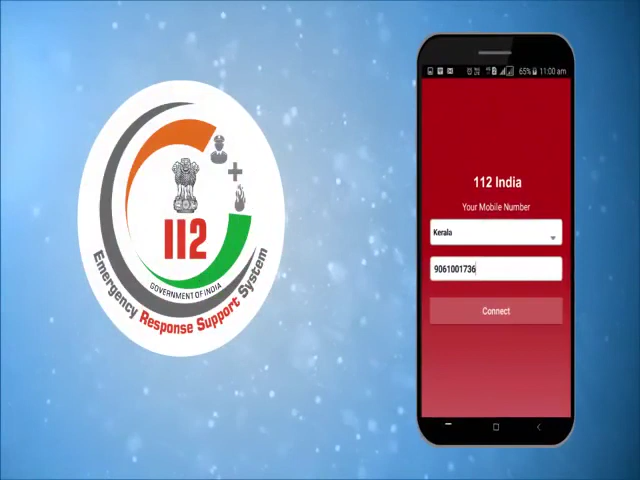 112
GOVERNMENT OF INDIA
Emergency Response Support System
65% 11:00 am
112 India
Your Mobile Number
Kerala
9061001736
Connect